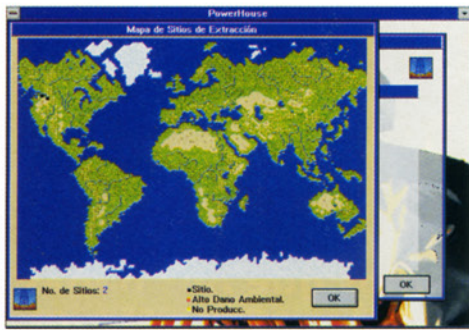 PowerHouse
Mapa de Sitios de Extracción
No. de Sitios: 2
Sitio.
Alto Dano Ambiental.
No Producc.
OK
OK